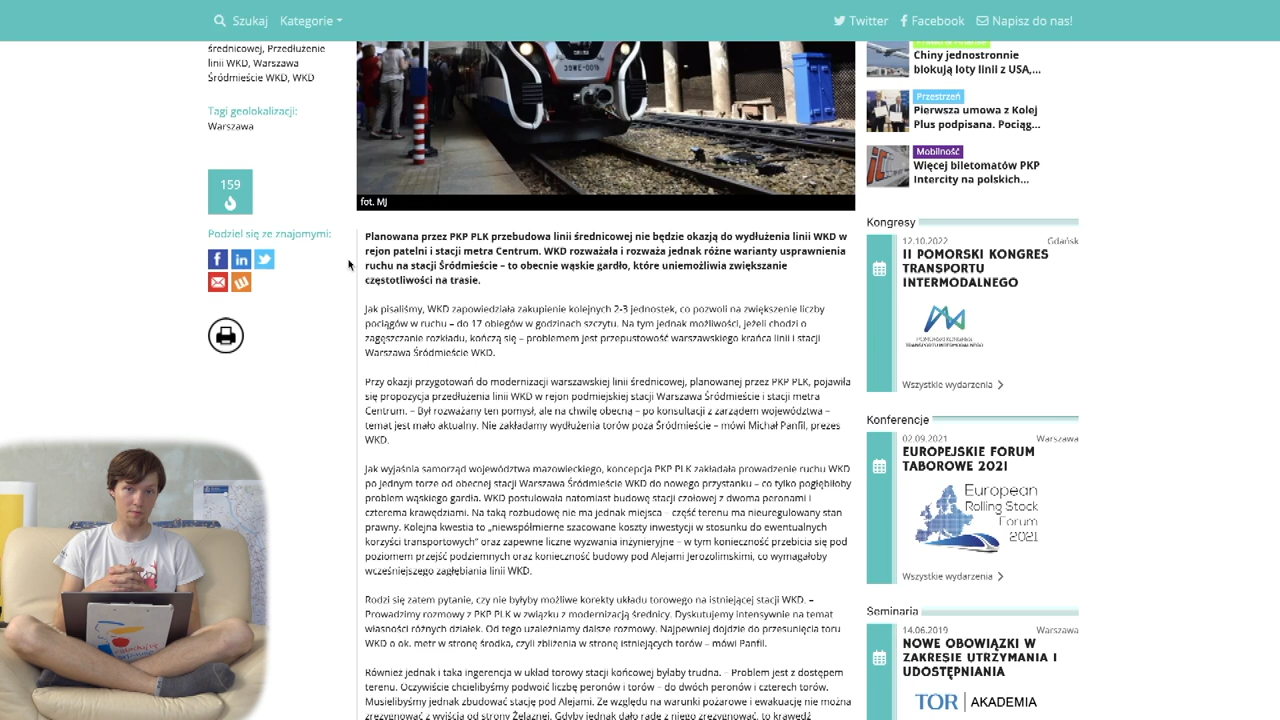 Szukaj
Kategorie
Twitter
Facebook
Napisz do nas!
średnicowej, Przedłużenie
linii WKD, Warszawa
Śródmieście WKD, WKD
Tagi geolokalizacji:
Warszawa
159
Podziel się ze znajomymi:
fot. MJ
Planowana przez PKP PLK przebudowa linii średnicowej nie będzie okazją do wydłużenia linii WKD w
rejon patelni i stacji metra Centrum. WKD rozważała i rozważa jednak różne warianty usprawnienia
ruchu na stacji Śródmieście – to obecnie wąskie gardło, które uniemożliwia zwiększanie
częstotliwości na trasie.
Jak pisaliśmy, WKD zapowiedziała zakupienie kolejnych 2-3 jednostek, co pozwoli na zwiększenie liczby
pociągów w ruchu – do 17 obiegów w godzinach szczytu. Na tym jednak możliwości, jeżeli chodzi o
zagęszczanie rozkładu, kończą się – problemem jest przepustowość warszawskiego krańca linii i stacji
Warszawa Śródmieście WKD.
Przy okazji przygotowań do modernizacji warszawskiej linii średnicowej, planowanej przez PKP PLK, pojawiła
się propozycja przedłużenia linii WKD w rejon podmiejskiej stacji Warszawa Śródmieście i stacji metra
Centrum. – Był rozważany ten pomysł, ale na chwilę obecną – po konsultacji z zarządem województwa –
temat jest mało aktualny. Nie zakładamy wydłużenia torów poza Śródmieście – mówi Michał Panfil, prezes
WKD.
Jak wyjaśnia samorząd województwa mazowieckiego, koncepcja PKP PLK zakładała prowadzenie ruchu WKD
po jednym torze od obecnej stacji Warszawa Śródmieście WKD do nowego przystanku – co tylko pogłębiłoby
problem wąskiego gardła. WKD postulowała natomiast budowę stacji czołowej z dwoma peronami i
czterema krawędziami. Na taką rozbudowę nie ma jednak miejsca – część terenu ma nieuregulowany stan
prawny. Kolejna kwestia to „niewspółmierne szacowane koszty inwestycji w stosunku do ewentualnych
korzyści transportowych” oraz zapewne liczne wyzwania inżynieryjne – w tym konieczność przebicia się pod
poziomem przejść podziemnych oraz konieczność budowy pod Alejami Jerozolimskimi, co wymagałoby
wcześniejszego zagłębiania linii WKD.
Rodzi się zatem pytanie, czy nie byłyby możliwe korekty układu torowego na istniejącej stacji WKD. –
Prowadzimy rozmowy z PKP PLK w związku z modernizacją średnicy. Dyskutujemy intensywnie na temat
własności różnych działek. Od tego uzależniamy dalsze rozmowy. Najpewniej dojdzie do przesunięcia toru
WKD o ok. metr w stronę środka, czyli zbliżenia w stronę istniejących torów – mówi Panfil.
Również jednak i taka ingerencja w układ torowy stacji końcowej byłaby trudna. – Problem jest z dostępem
terenu. Oczywiście chcielibyśmy podwoić liczbę peronów i torów – do dwóch peronów i czterech torów.
Musielibyśmy jednak zbudować stację pod Alejami. Ze względu na warunki pożarowe i ewakuację nie można
zrezygnować z wyjścia od strony Żelaznej. Gdyby jednak dało radę z niego zrezygnować, to krawędź
Chiny jednostronnie
blokują loty linii z USA,...
Przestrzeń
Pierwsza umowa z Kolej
Plus podpisana. Pociąg...
Mobilność
Więcej biletomatów PKP
Intercity na polskich...
Kongresy
12.10.2022 Gdańsk
II POMORSKI KONGRES
TRANSPORTU
INTERMODALNEGO
POMORSKI KONGRES
TRANSPORTU INTERMODALNEGO
Wszystkie wydarzenia
Konferencje
02.09.2021 Warszawa
EUROPEJSKIE FORUM
TABOROWE 2021
European
Rolling Stock
Forum
2021
Wszystkie wydarzenia
Seminaria
14.06.2019 Warszawa
NOWE OBOWIĄZKI W
ZAKRESIE UTRZYMANIA I
UDOSTĘPNIANIA
TOR | AKADEMIA